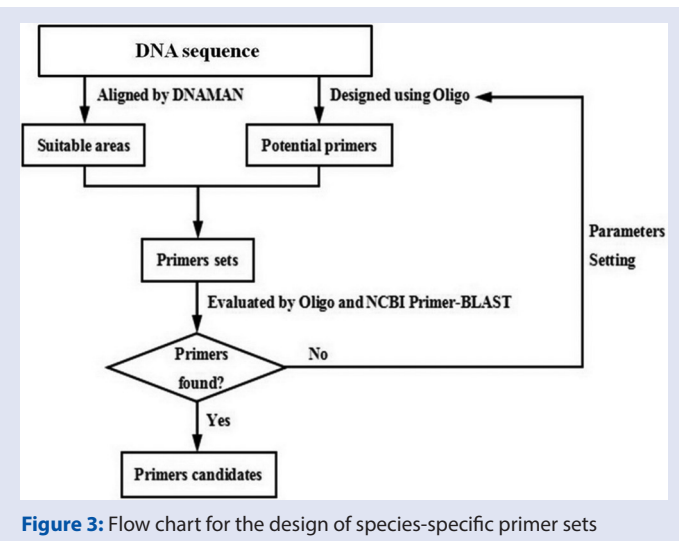 DNA sequence
Aligned by DNAMAN
Designed using Oligo
Suitable areas
Potential primers
Parameters
Setting
Primers sets
Evaluated by Oligo and NCBI Primer-BLAST
Primers
found?
No
Yes
Primers candidates
Figure 3: Flow chart for the design of species-specific primer sets